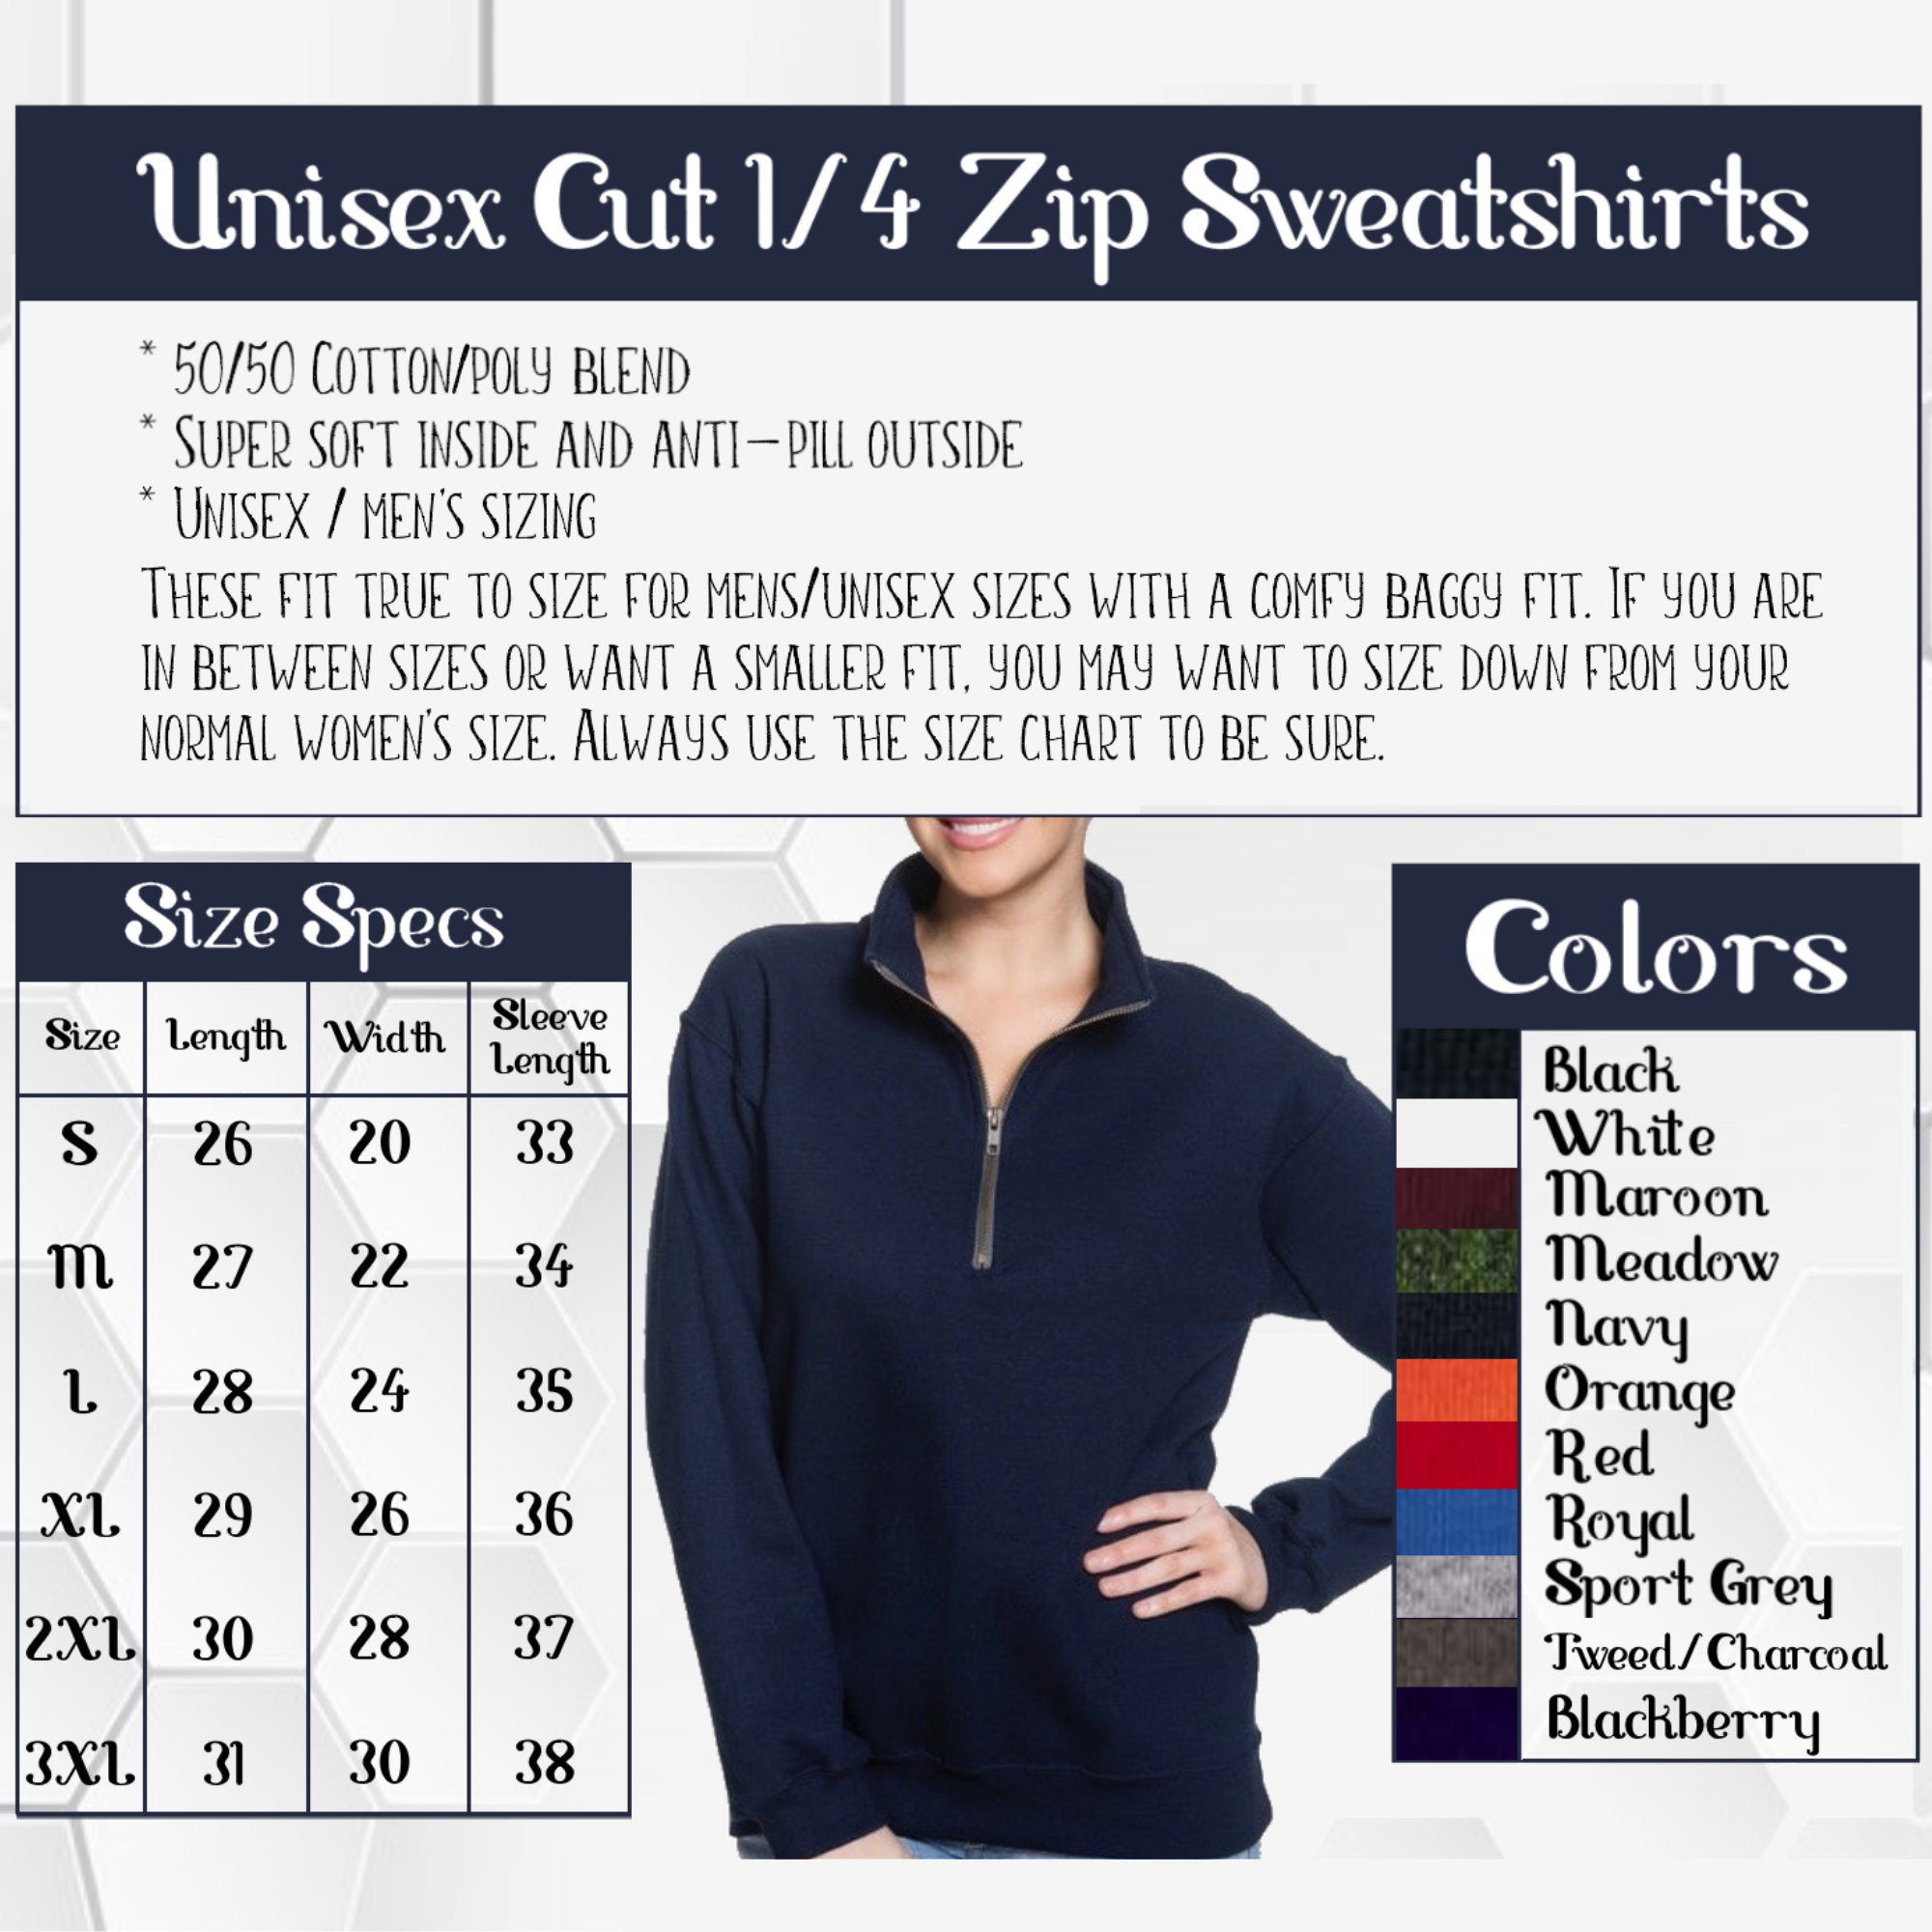 Unisex Cut 1/4 Zip Sweatshirts
* 50/50 Cotton/poly blend
* Super soft inside and anti-pill outside
* Unisex / men's sizing
These fit true to size for mens/unisex sizes with a comfy baggy fit. If you are
in between sizes or want a smaller fit, you may want to size down from your
normal women's size. Always use the size chart to be sure.
Size Specs
Size Length Width Sleeve Length
S 26 20 33
M 27 22 34
L 28 24 35
XL 29 26 36
2XL 30 28 37
3XL 31 30 38
Colors
Black
White
Maroon
Meadow
Navy
Orange
Red
Royal
Sport Grey
Tweed/Charcoal
Blackberry